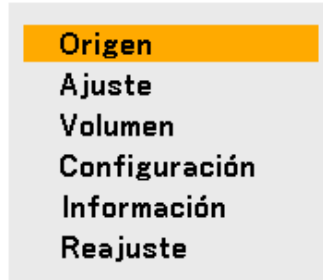 Origen
Ajuste
Volumen
Configuración
Información
Reajuste